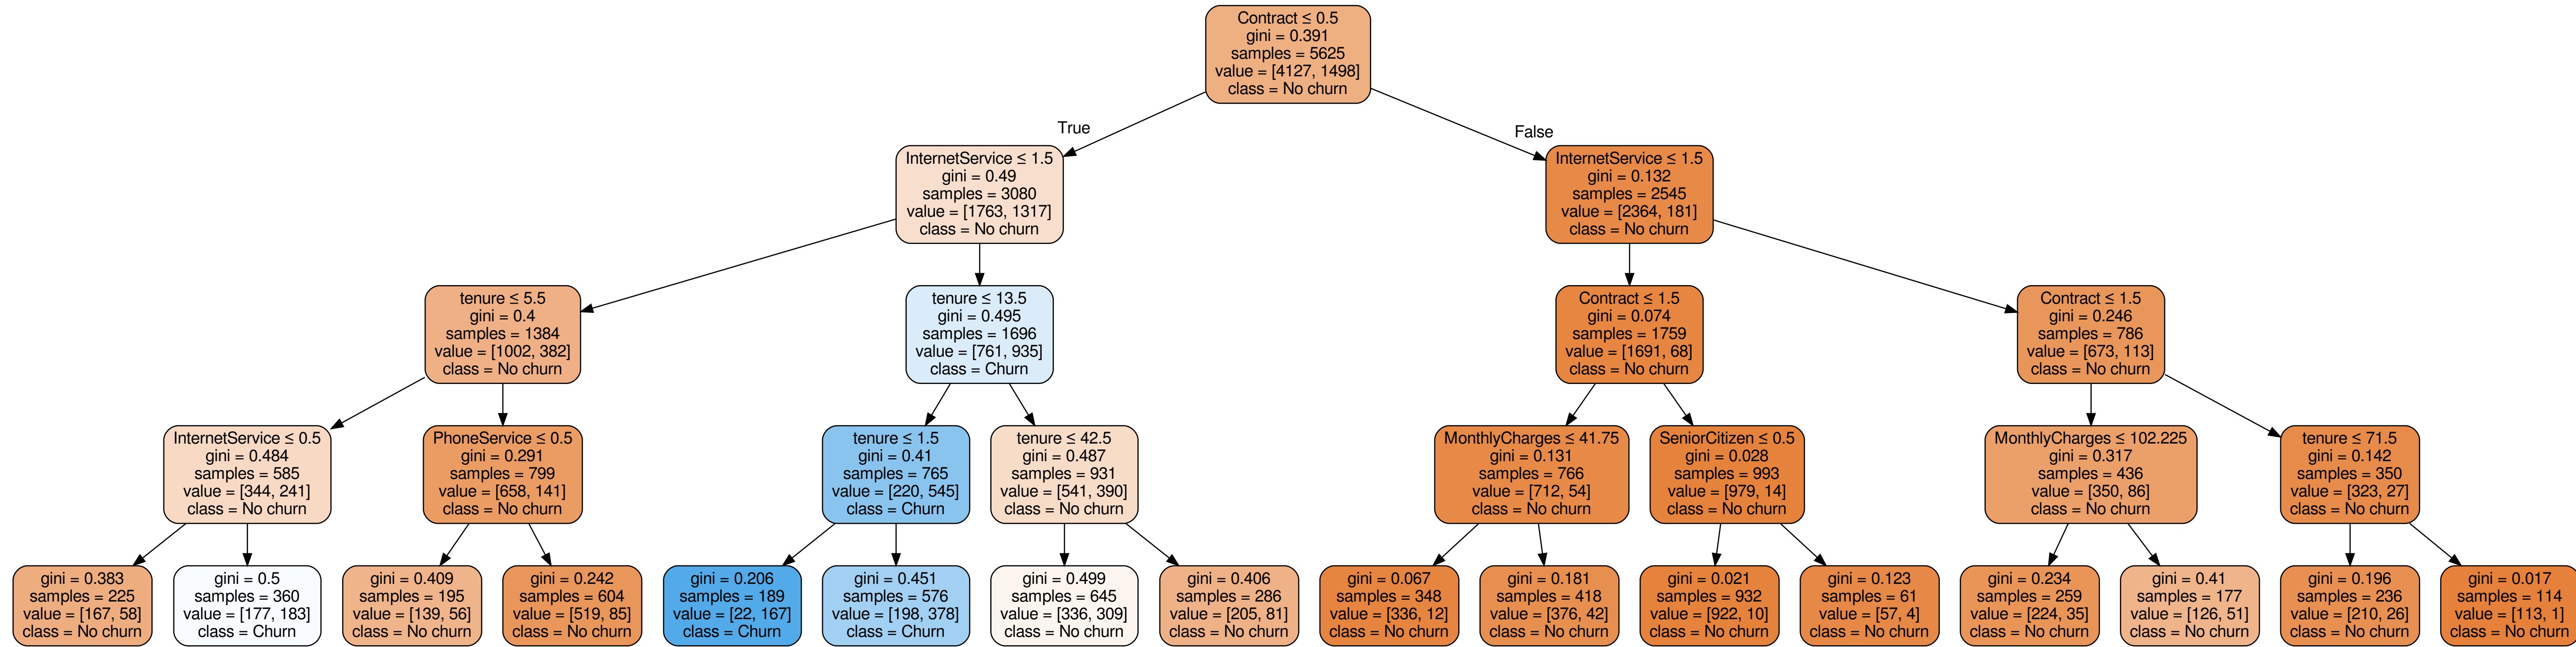 Contract ≤ 0.5
gini = 0.391
samples = 5625
value = [4127, 1498]
class = No churn
True
False
InternetService ≤ 1.5
gini = 0.49
samples = 3080
value = [1763, 1317]
class = No churn
InternetService ≤ 1.5
gini = 0.132
samples = 2545
value = [2364, 181]
class = No churn
tenure ≤ 5.5
gini = 0.4
samples = 1384
value = [1002, 382]
class = No churn
tenure ≤ 13.5
gini = 0.495
samples = 1696
value = [761, 935]
class = Churn
Contract ≤ 1.5
gini = 0.074
samples = 1759
value = [1691, 68]
class = No churn
Contract ≤ 1.5
gini = 0.246
samples = 786
value = [673, 113]
class = No churn
InternetService ≤ 0.5
gini = 0.484
samples = 585
value = [344, 241]
class = No churn
PhoneService ≤ 0.5
gini = 0.291
samples = 799
value = [658, 141]
class = No churn
tenure ≤ 1.5
gini = 0.41
samples = 765
value = [220, 545]
class = Churn
tenure ≤ 42.5
gini = 0.487
samples = 931
value = [541, 390]
class = No churn
MonthlyCharges ≤ 41.75
gini = 0.131
samples = 766
value = [712, 54]
class = No churn
SeniorCitizen ≤ 0.5
gini = 0.028
samples = 993
value = [979, 14]
class = No churn
MonthlyCharges ≤ 102.225
gini = 0.317
samples = 436
value = [350, 86]
class = No churn
tenure ≤ 71.5
gini = 0.142
samples = 350
value = [323, 27]
class = No churn
gini = 0.383
samples = 225
value = [167, 58]
class = No churn
gini = 0.5
samples = 360
value = [177, 183]
class = Churn
gini = 0.409
samples = 195
value = [139, 56]
class = No churn
gini = 0.242
samples = 604
value = [519, 85]
class = No churn
gini = 0.206
samples = 189
value = [22, 167]
class = Churn
gini = 0.451
samples = 576
value = [198, 378]
class = Churn
gini = 0.499
samples = 645
value = [336, 309]
class = No churn
gini = 0.406
samples = 286
value = [205, 81]
class = No churn
gini = 0.067
samples = 348
value = [336, 12]
class = No churn
gini = 0.181
samples = 418
value = [376, 42]
class = No churn
gini = 0.021
samples = 932
value = [922, 10]
class = No churn
gini = 0.123
samples = 61
value = [57, 4]
class = No churn
gini = 0.234
samples = 259
value = [224, 35]
class = No churn
gini = 0.41
samples = 177
value = [126, 51]
class = No churn
gini = 0.196
samples = 236
value = [210, 26]
class = No churn
gini = 0.017
samples = 114
value = [113, 1]
class = No churn